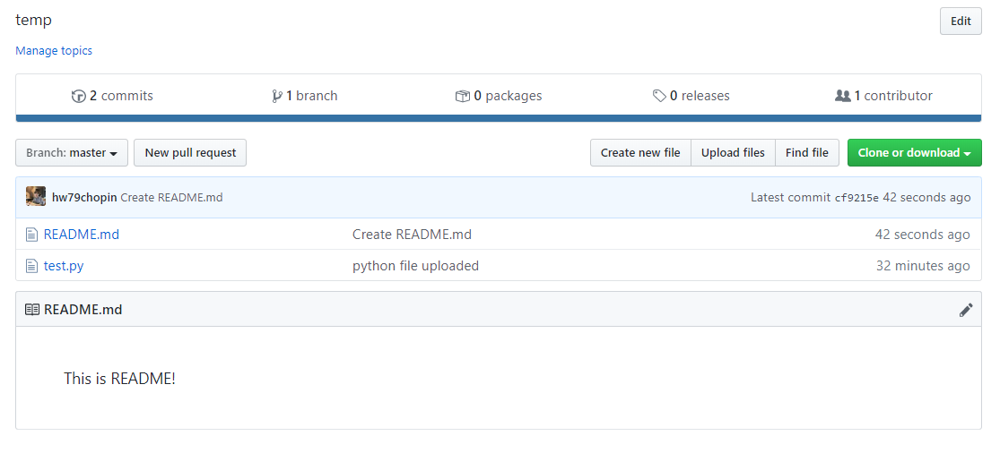 temp
Edit
Manage topics
2 commits
1 branch
0 packages
0 releases
1 contributor
Branch: master
New pull request
Create new file
Upload files
Find file
Clone or download
hw79chopin Create README.md
Latest commit cf9215e 42 seconds ago
README.md
Create README.md
42 seconds ago
test.py
python file uploaded
32 minutes ago
README.md
This is README!